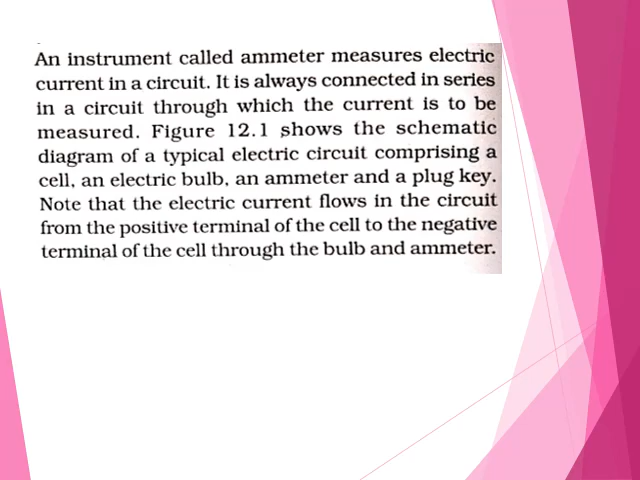 An instrument called ammeter measures electric
current in a circuit. It is always connected in series
in a circuit through which the current is to be
measured. Figure 12.1 shows the schematic
diagram of a typical electric circuit comprising a
cell, an electric bulb, an ammeter and a plug key.
Note that the electric current flows in the circuit
from the positive terminal of the cell to the negative
terminal of the cell through the bulb and ammeter.